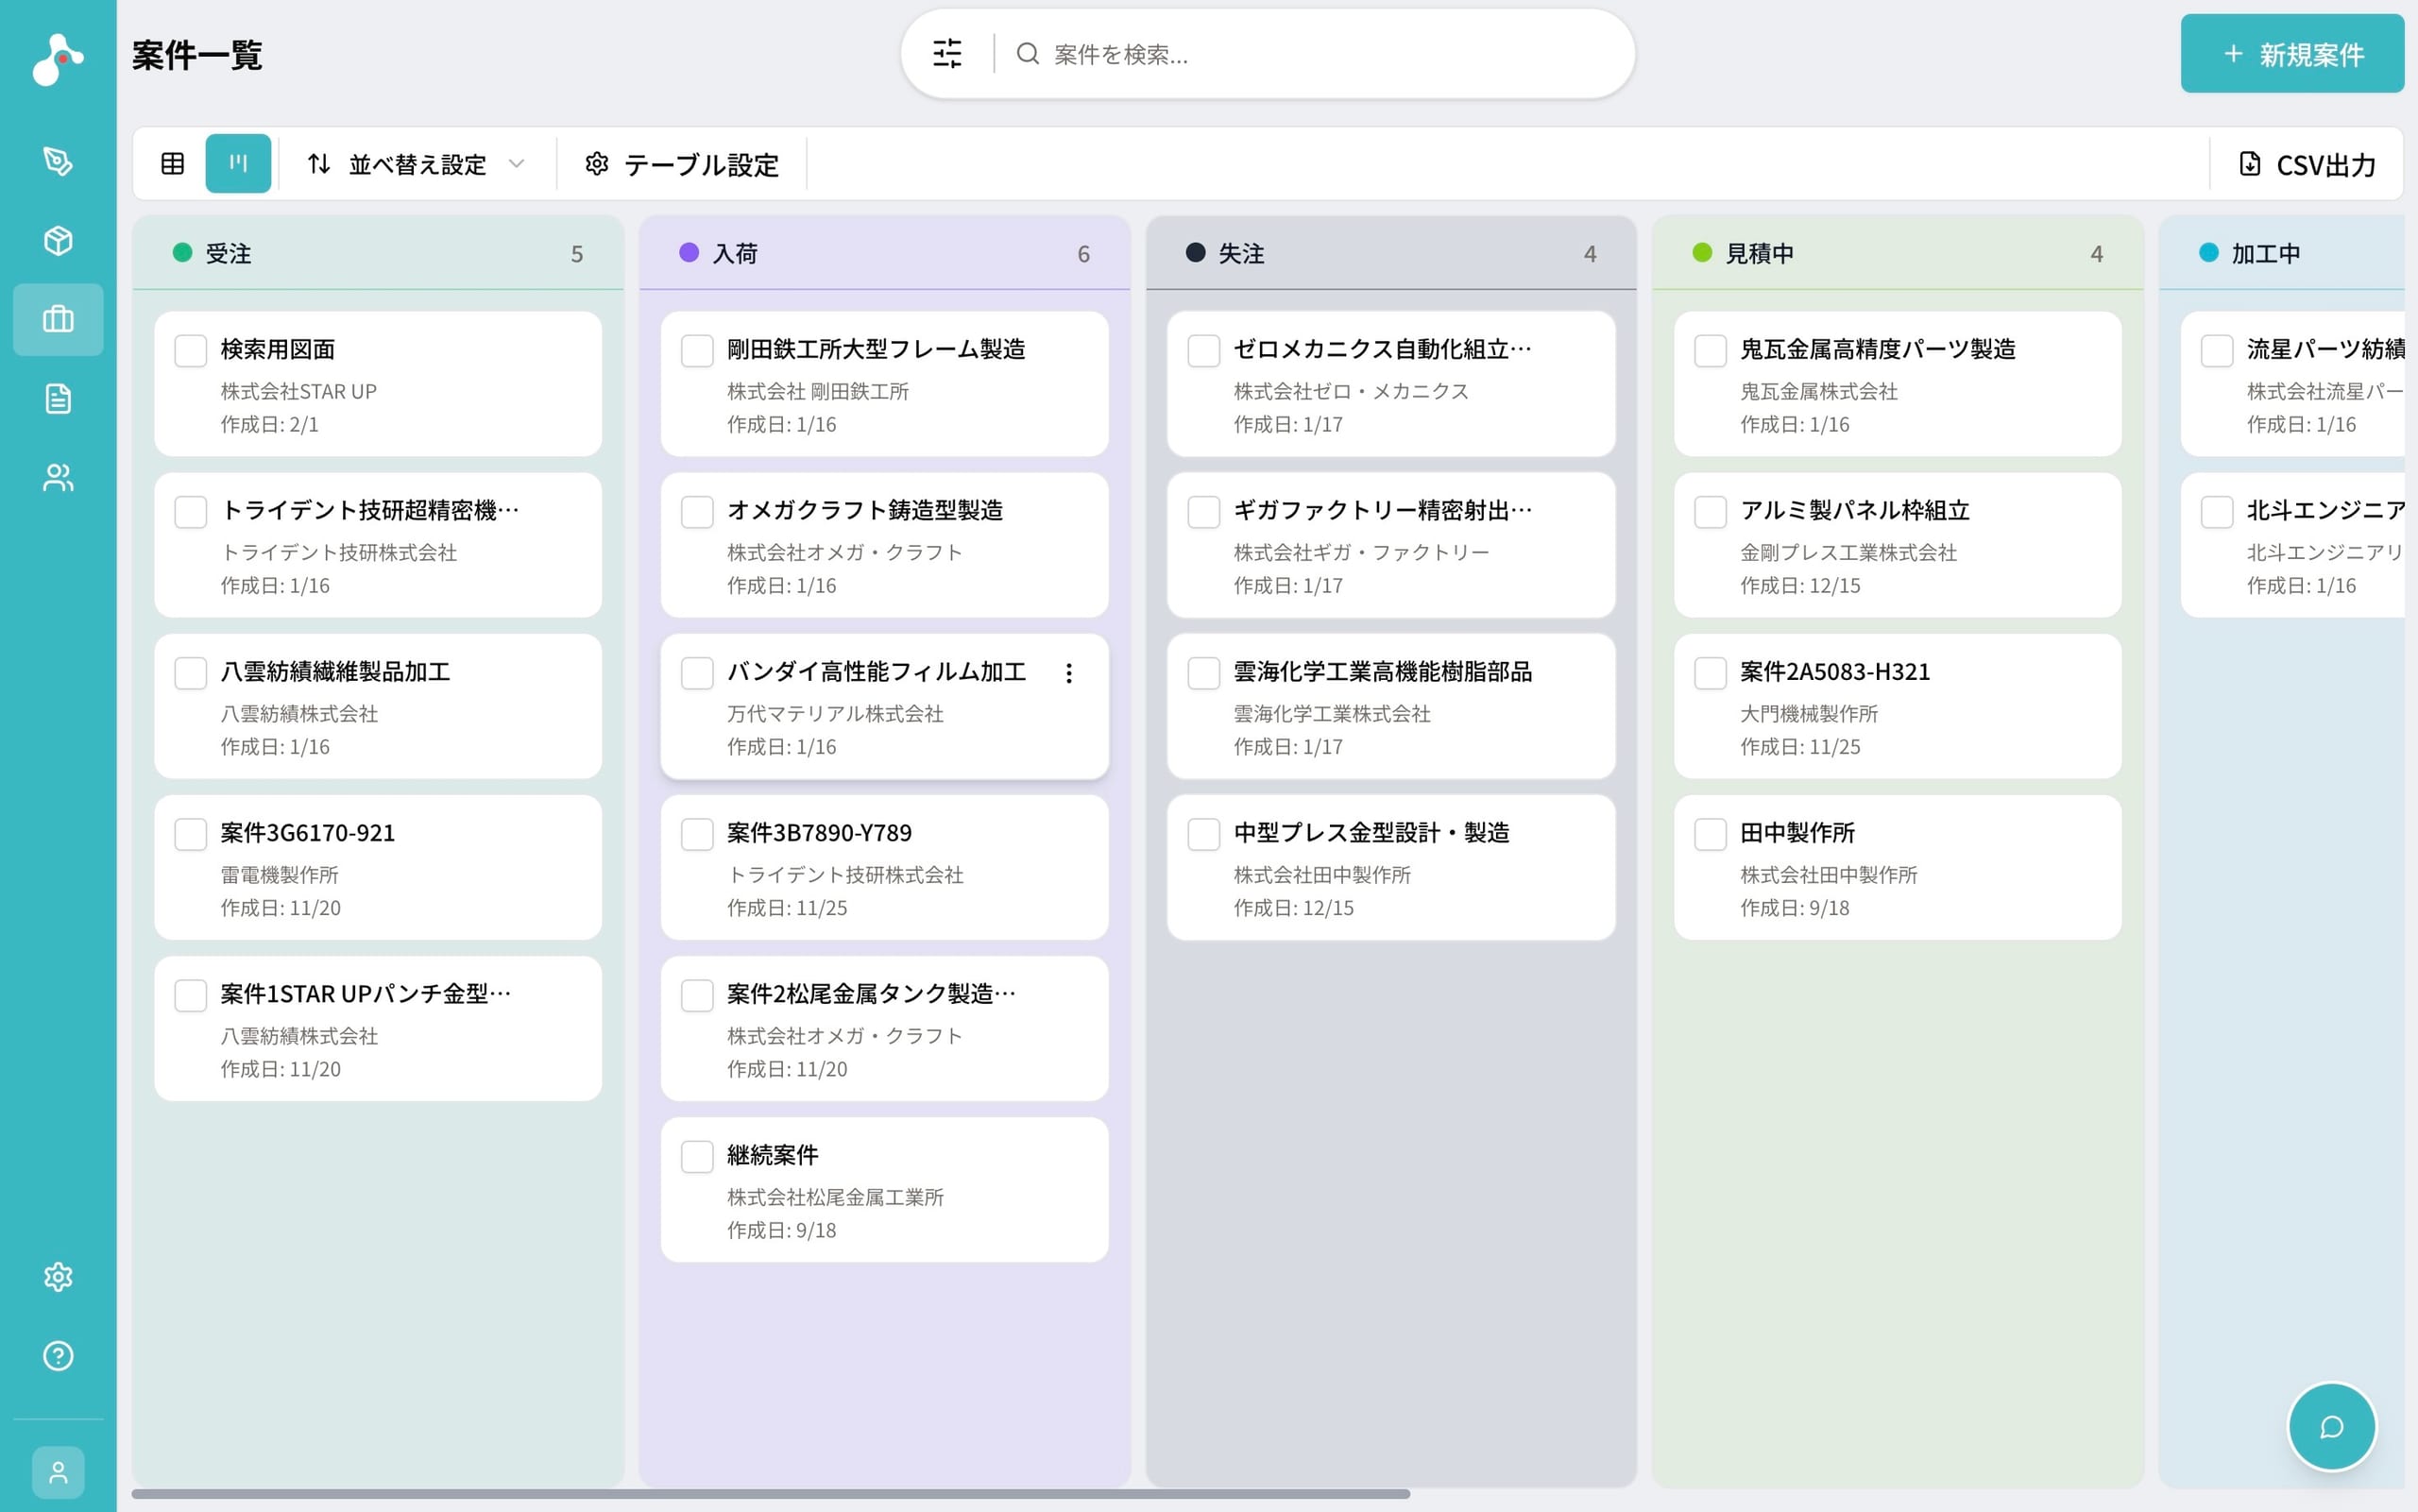 案件一覧
案件を検索...
+ 新規案件
並べ替え設定
テーブル設定
CSV出力
受注 5
検索用図面
株式会社STAR UP
作成日: 2/1
トライデント技研超精密機…
トライデント技研株式会社
作成日: 1/16
八雲紡績繊維製品加工
八雲紡績株式会社
作成日: 1/16
案件3G6170-921
雷電機製作所
作成日: 11/20
案件1STAR UPパンチ金型…
八雲紡績株式会社
作成日: 11/20
入荷 6
剛田鉄工所大型フレーム製造
株式会社 剛田鉄工所
作成日: 1/16
オメガクラフト鋳造型製造
株式会社オメガ・クラフト
作成日: 1/16
バンダイ高性能フィルム加工
万代マテリアル株式会社
作成日: 1/16
案件3B7890-Y789
トライデント技研株式会社
作成日: 11/25
案件2松尾金属タンク製造…
株式会社オメガ・クラフト
作成日: 11/20
継続案件
株式会社松尾金属工業所
作成日: 9/18
失注 4
ゼロメカニクス自動化組立…
株式会社ゼロ・メカニクス
作成日: 1/17
ギガファクトリー精密射出…
株式会社ギガ・ファクトリー
作成日: 1/17
雲海化学工業高機能樹脂部品
雲海化学工業株式会社
作成日: 1/17
中型プレス金型設計・製造
株式会社田中製作所
作成日: 12/15
見積中 4
鬼瓦金属高精度パーツ製造
鬼瓦金属株式会社
作成日: 1/16
アルミ製パネル枠組立
金剛プレス工業株式会社
作成日: 12/15
案件2A5083-H321
大門機械製作所
作成日: 11/25
田中製作所
株式会社田中製作所
作成日: 9/18
加工中
流星パーツ紡績
株式会社流星パー
作成日: 1/16
北斗エンジニア
北斗エンジニアリ
作成日: 1/16